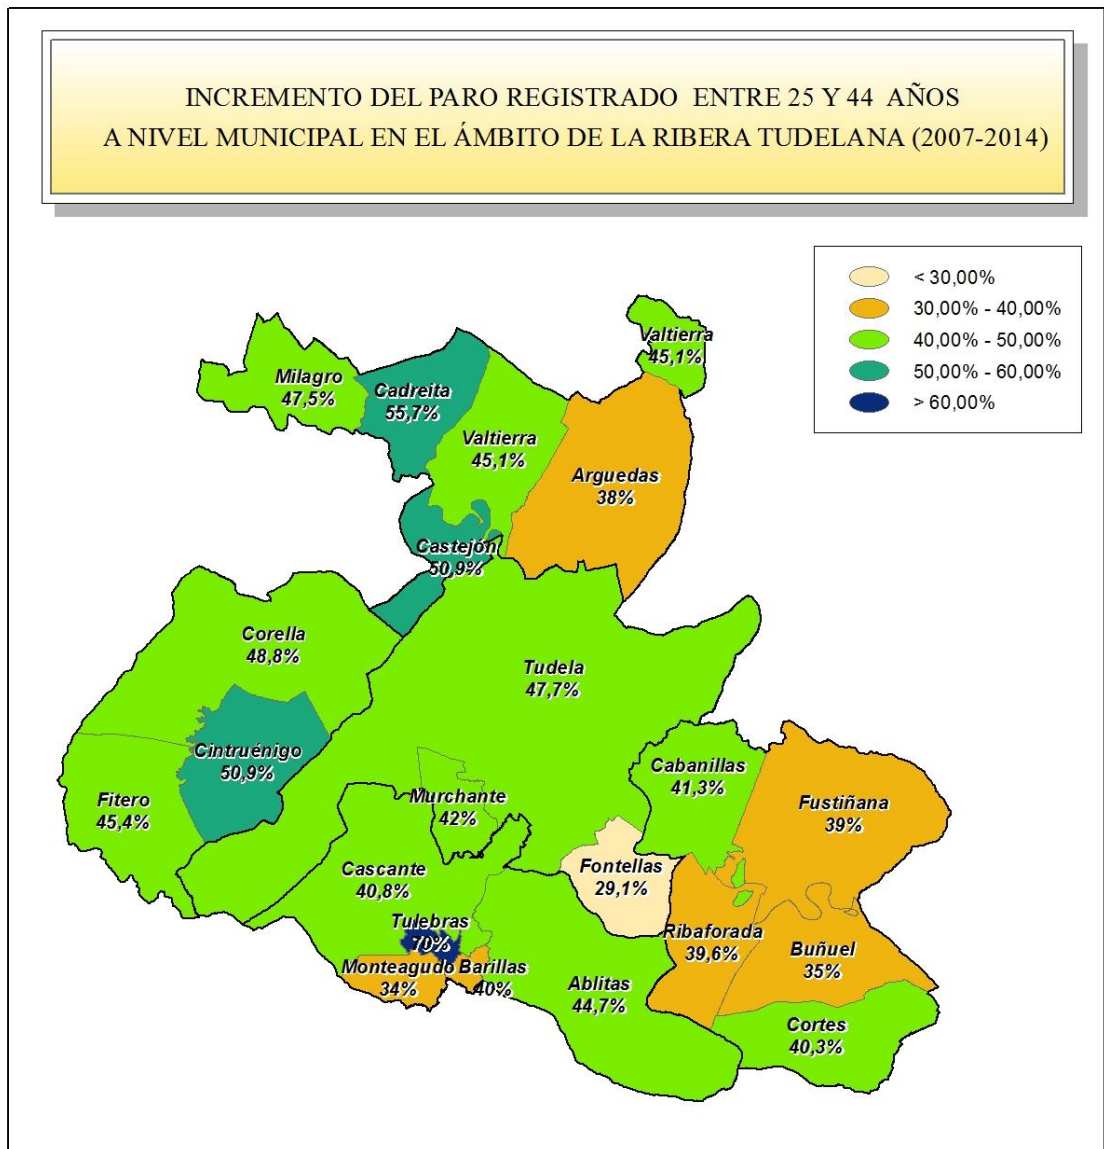 INCREMENTO DEL PARO REGISTRADO ENTRE 25 Y 44 AÑOS
A NIVEL MUNICIPAL EN EL ÁMBITO DE LA RIBERA TUDELANA (2007-2014)
< 30,00%
30,00% - 40,00%
40,00% - 50,00%
50,00% - 60,00%
> 60,00%
Valtierra
45,1%
Milagro
47,5%
Cadreita
55,7%
Valtierra
45,1%
Arguedas
38%
Castejón
50,9%
Corella
48,8%
Tudela
47,7%
Cintruénigo
50,9%
Cabanillas
41,3%
Fitero
45,4%
Murchante
42%
Fustiñana
39%
Cascante
40,8%
Fontellas
29,1%
Tulebras
70%
Ribaforada
39,6%
Buñuel
35%
Monteagudo
34%
Barillas
40%
Ablitas
44,7%
Cortes
40,3%